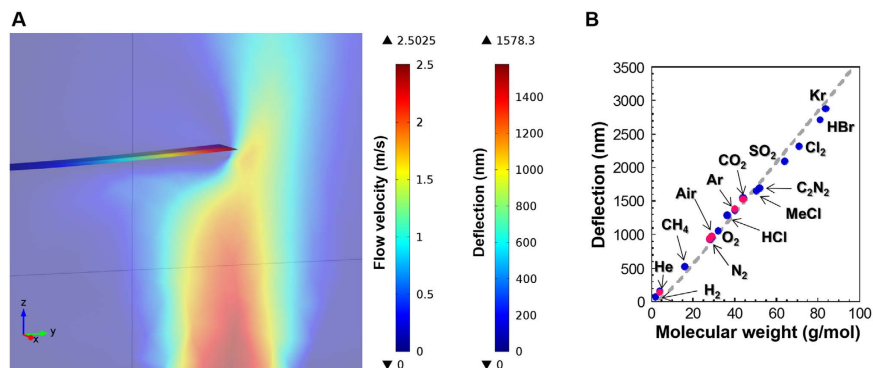 A
z
y
x
▲ 2.5025
2.5
2
1.5
1
0.5
0
▼ 0
Flow velocity (m/s)
▲ 1578.3
1400
1200
1000
800
600
400
200
0
▼ 0
Deflection (nm)
B
3500
3000
2500
2000
1500
1000
500
0
Deflection (nm)
Kr
HBr
SO₂
Cl₂
CO₂
Ar
C₂N₂
Air
MeCl
CH₄
O₂
HCl
N₂
He
H₂
0 20 40 60 80 100
Molecular weight (g/mol)